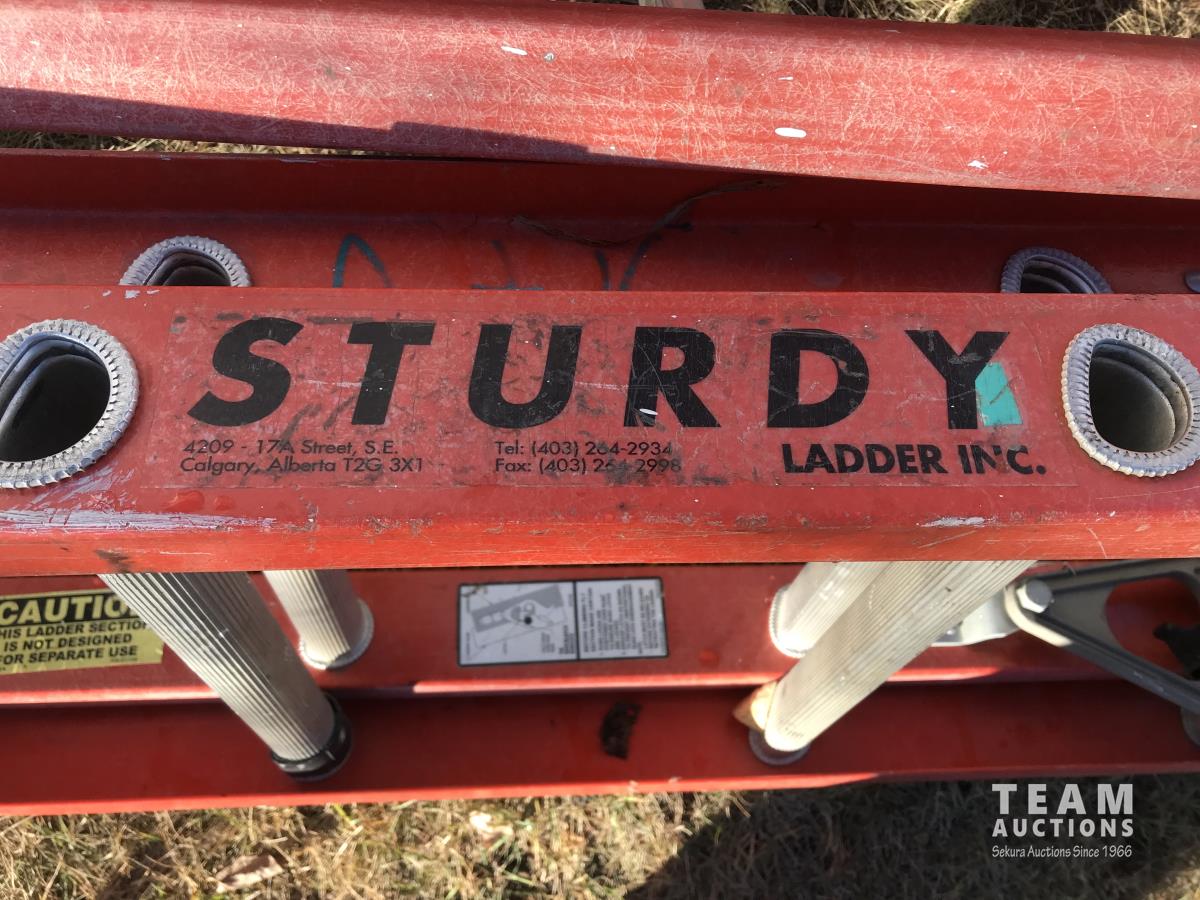 STURDY
LADDER INC.
4209 - 17A Street, S.E.
Calgary, Alberta T2G 3X1
Tel: (403) 264-2934
Fax: (403) 264-2998
CAUTION
THIS LADDER SECTION
IS NOT DESIGNED
FOR SEPARATE USE
TEAM
AUCTIONS
Sekura Auctions Since 1966